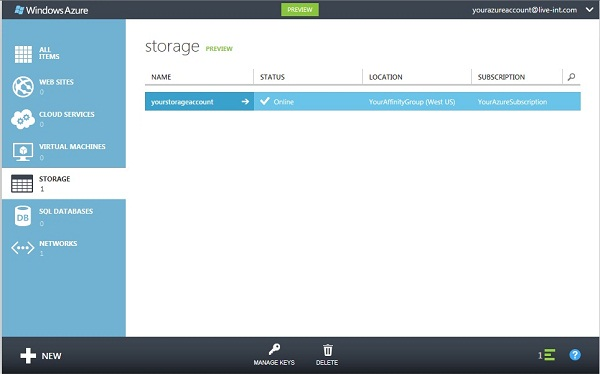 Windows Azure
PREVIEW
yourazureaccount@live-int.com
ALL
ITEMS
WEB SITES
0
CLOUD SERVICES
0
VIRTUAL MACHINES
0
STORAGE
1
SQL DATABASES
0
DB
NETWORKS
1
storage PREVIEW
NAME STATUS LOCATION SUBSCRIPTION
yourstorageaccount Online YourAffinityGroup (West US) YourAzureSubscription
NEW
MANAGE KEYS
DELETE
1
?